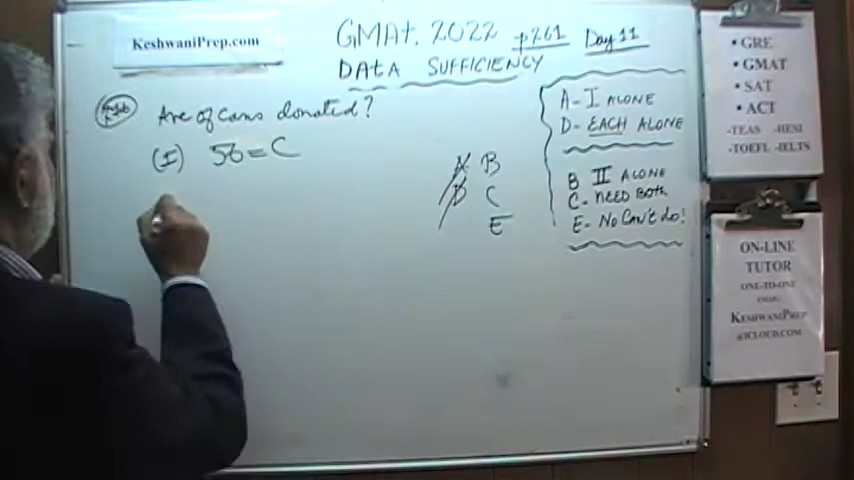 KeshwaniPrep.com
GMAt. 2022 p261 Day 11
DATA SUFFICIENCY
of cans donated?
(I) 56 = C
A B
D C
E
A - I ALONE
D - EACH ALONE
B II ALONE
C - NEED BOTH
E - No CAN'T do!
• GRE
• GMAT
• SAT
• ACT
-TEAS -HESI
-TOEFL -IELTS
ON-LINE
TUTOR
ONE-TO-ONE
KESHWANIPREP
@ICLOUD.COM